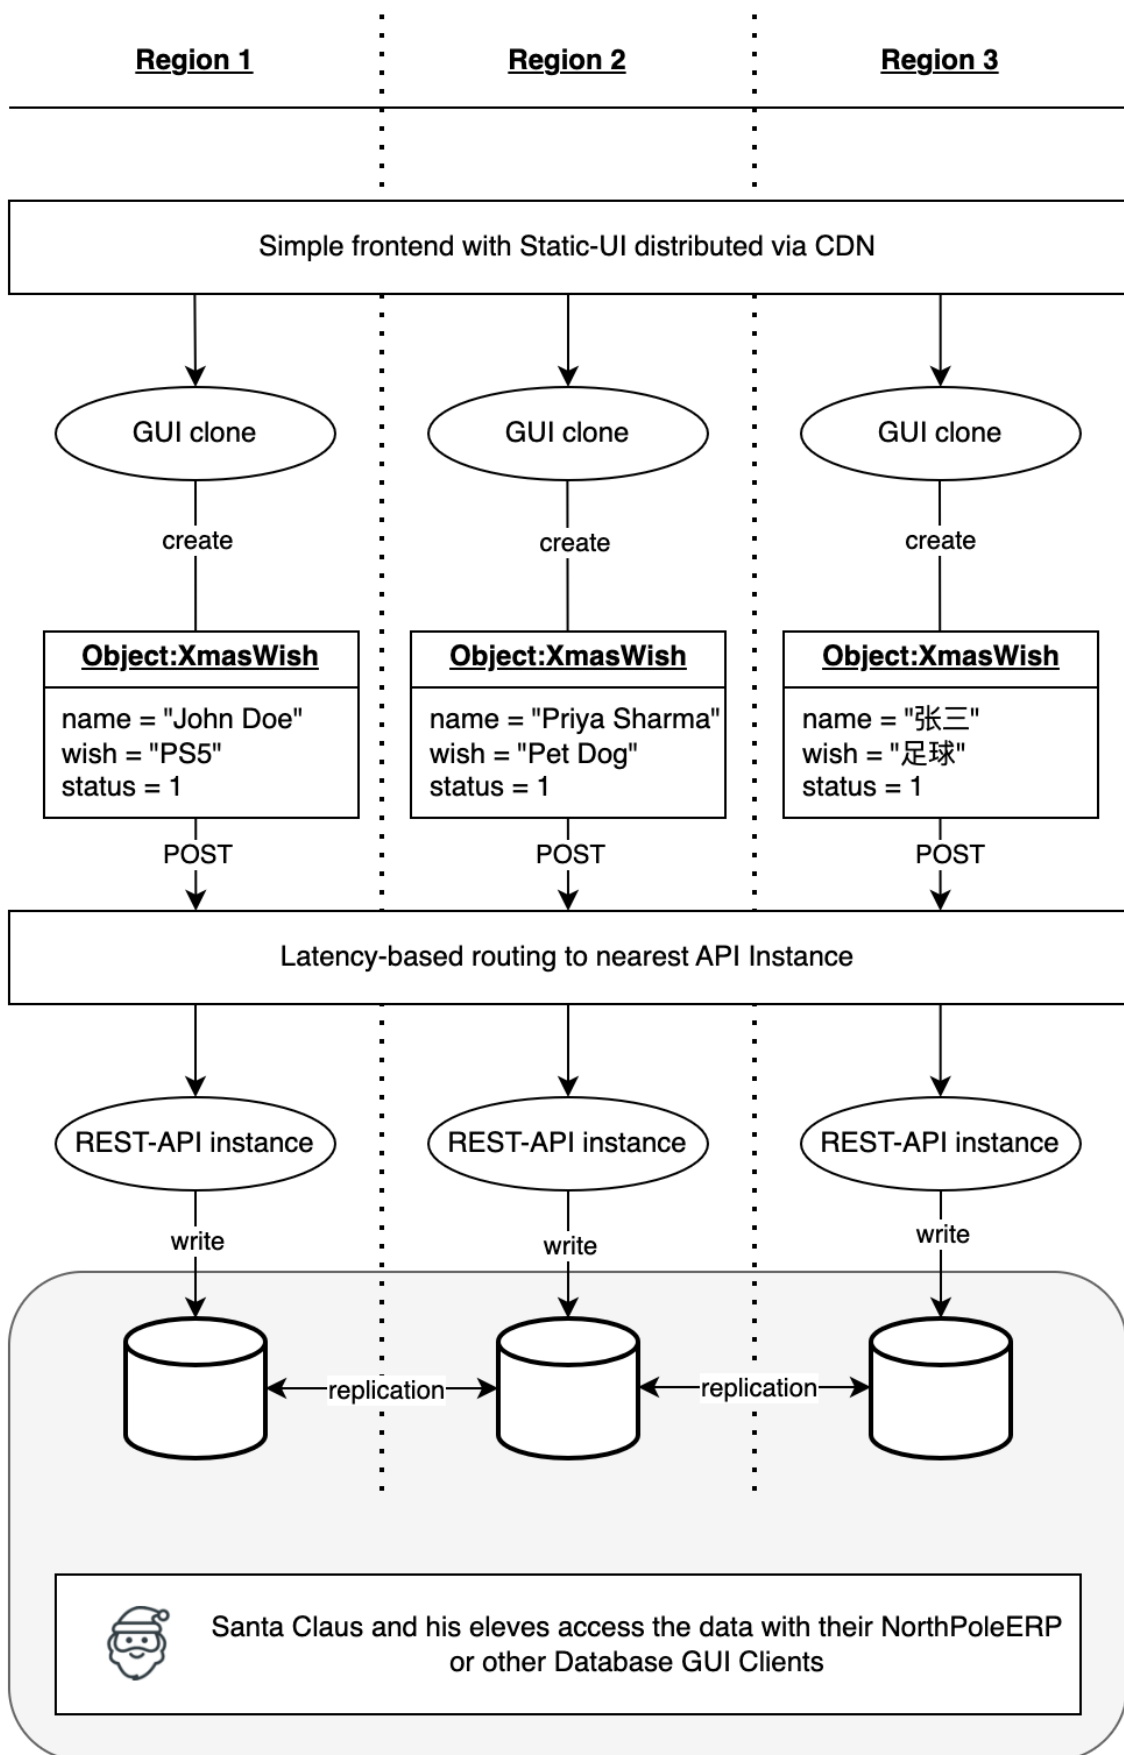 Region 1
Region 2
Region 3
Simple frontend with Static-UI distributed via CDN
GUI clone
GUI clone
GUI clone
create
create
create
Object:XmasWish
name = "John Doe"
wish = "PS5"
status = 1
Object:XmasWish
name = "Priya Sharma"
wish = "Pet Dog"
status = 1
Object:XmasWish
name = "张三"
wish = "足球"
status = 1
POST
POST
POST
Latency-based routing to nearest API Instance
REST-API instance
REST-API instance
REST-API instance
write
write
write
replication
replication
Santa Claus and his eleves access the data with their NorthPoleERP
or other Database GUI Clients